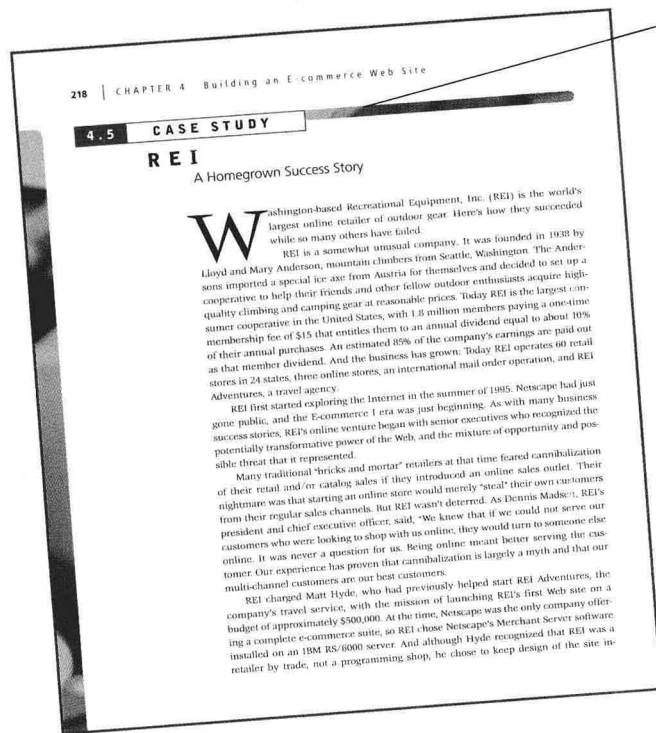 218 | CHAPTER 4 Building an E-commerce Web Site
4.5 CASE STUDY
REI
A Homegrown Success Story
Washington-based Recreational Equipment, Inc. (REI) is the world's
largest online retailer of outdoor gear. Here's how they succeeded
while so many others have failed.
REI is a somewhat unusual company. It was founded in 1938 by
Lloyd and Mary Anderson, mountain climbers from Seattle, Washington. The Ander-
sons imported a special ice axe from Austria for themselves and decided to set up a
cooperative to help their friends and other fellow outdoor enthusiasts acquire high-
quality climbing and camping gear at reasonable prices. Today REI is the largest con-
sumer cooperative in the United States, with 1.8 million members paying a one-time
membership fee of $15 that entitles them to an annual dividend equal to about 10%
of their annual purchases. An estimated 85% of the company's earnings are paid out
as that member dividend. And the business has grown: Today REI operates 60 retail
stores in 24 states, three online stores, an international mail order operation, and REI
Adventures, a travel agency.
REI first started exploring the Internet in the summer of 1995. Netscape had just
gone public, and the E-commerce I era was just beginning. As with many business
success stories, REI's online venture began with senior executives who recognized the
potentially transformative power of the Web, and the mixture of opportunity and pos-
sible threat that it represented.
Many traditional "bricks and mortar" retailers at that time feared cannibalization
of their retail and/or catalog sales if they introduced an online sales outlet. Their
nightmare was that starting an online store would merely "steal" their own customers
from their regular sales channels. But REI wasn't deterred. As Dennis Madsen, REI's
president and chief executive officer, said, "We knew that if we could not serve our
customers who were looking to shop with us online, they would turn to someone else
online. It was never a question for us. Being online meant better serving the cus-
tomer. Our experience has proven that cannibalization is largely a myth and that our
multi-channel customers are our best customers.
REI charged Matt Hyde, who had previously helped start REI Adventures, the
company's travel service, with the mission of launching REI's first Web site on a
budget of approximately $500,000. At the time, Netscape was the only company offer-
ing a complete e-commerce suite, so REI chose Netscape's Merchant Server software
installed on an IBM RS/6000 server. And although Hyde recognized that REI was a
retailer by trade, not a programming shop, he chose to keep design of the site in-